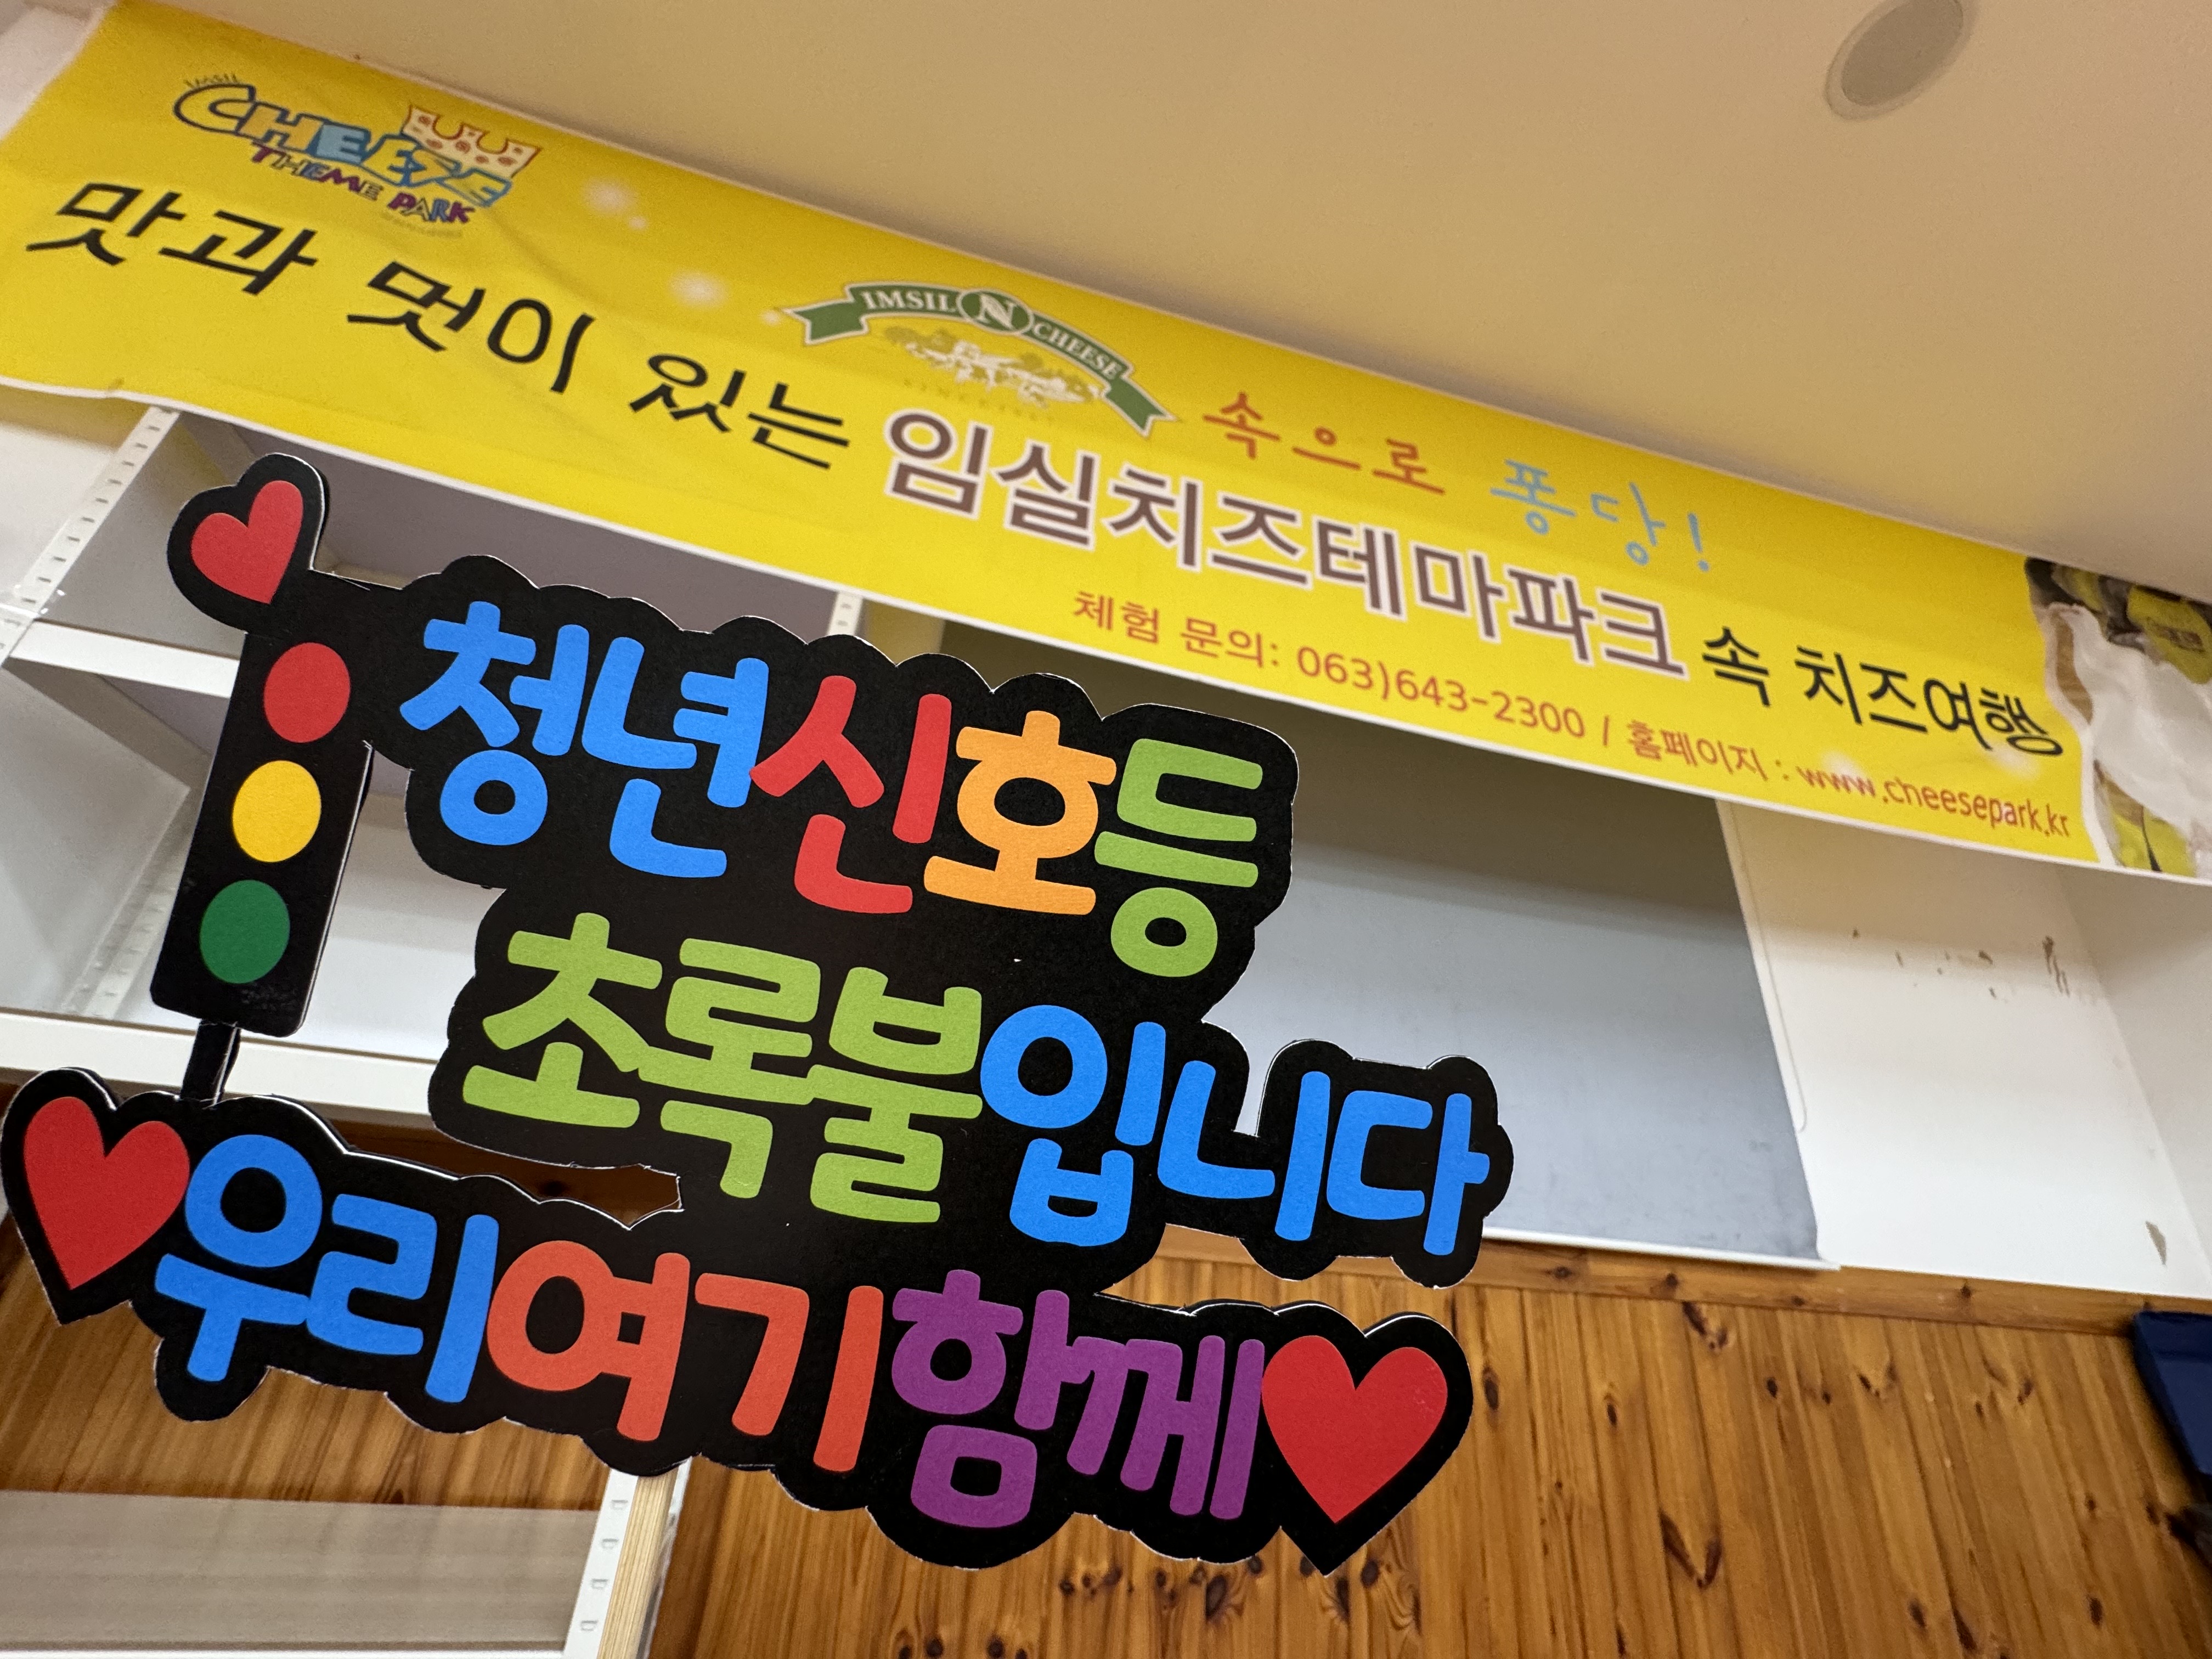 IMSIL
CHEESE
THEME PARK
IMSIL N CHEESE
속으로 퐁당!
맛과 멋이 있는 임실치즈테마파크 속 치즈여행
체험 문의: 063)643-2300 / 홈페이지 : www.cheesepark.kr
청년신호등
초록불입니다
우리여기함께